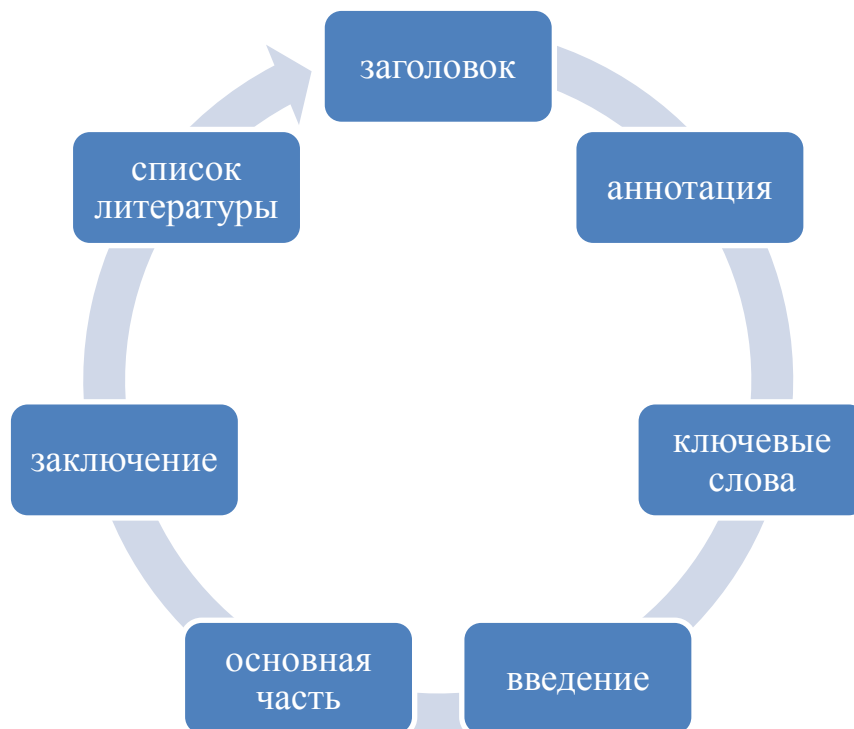 заголовок
аннотация
ключевые
слова
введение
основная
часть
заключение
список
литературы